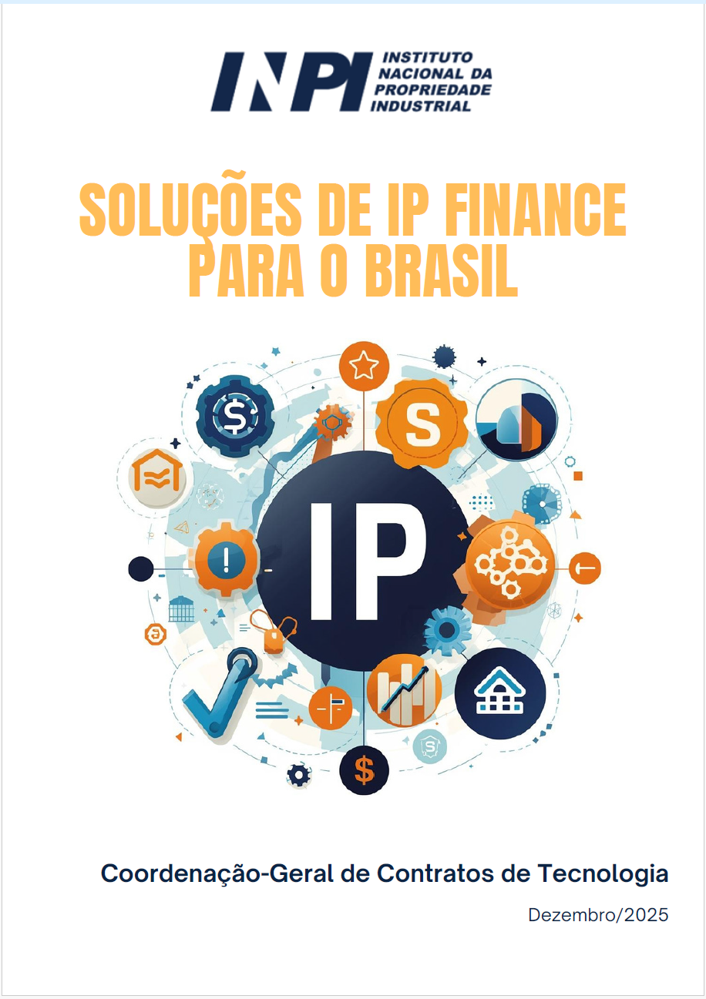 INPI
INSTITUTO
NACIONAL DA
PROPRIEDADE
INDUSTRIAL
SOLUÇÕES DE IP FINANCE
PARA O BRASIL
$
S
IP
S
$
Coordenação-Geral de Contratos de Tecnologia
Dezembro/2025